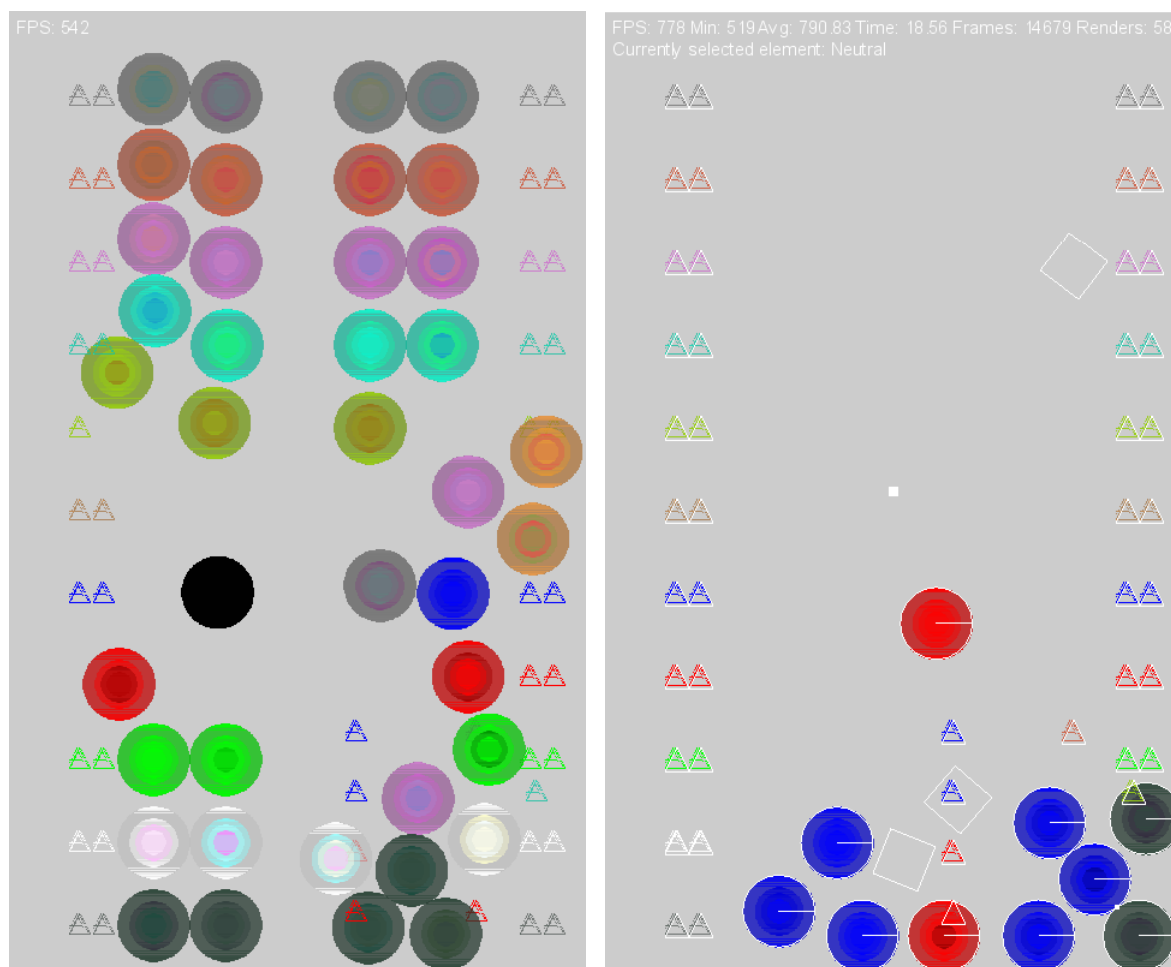 FPS: 542
FPS: 778 Min: 519 Avg: 790.83 Time: 18.56 Frames: 14679 Renders: 58
Currently selected element: Neutral